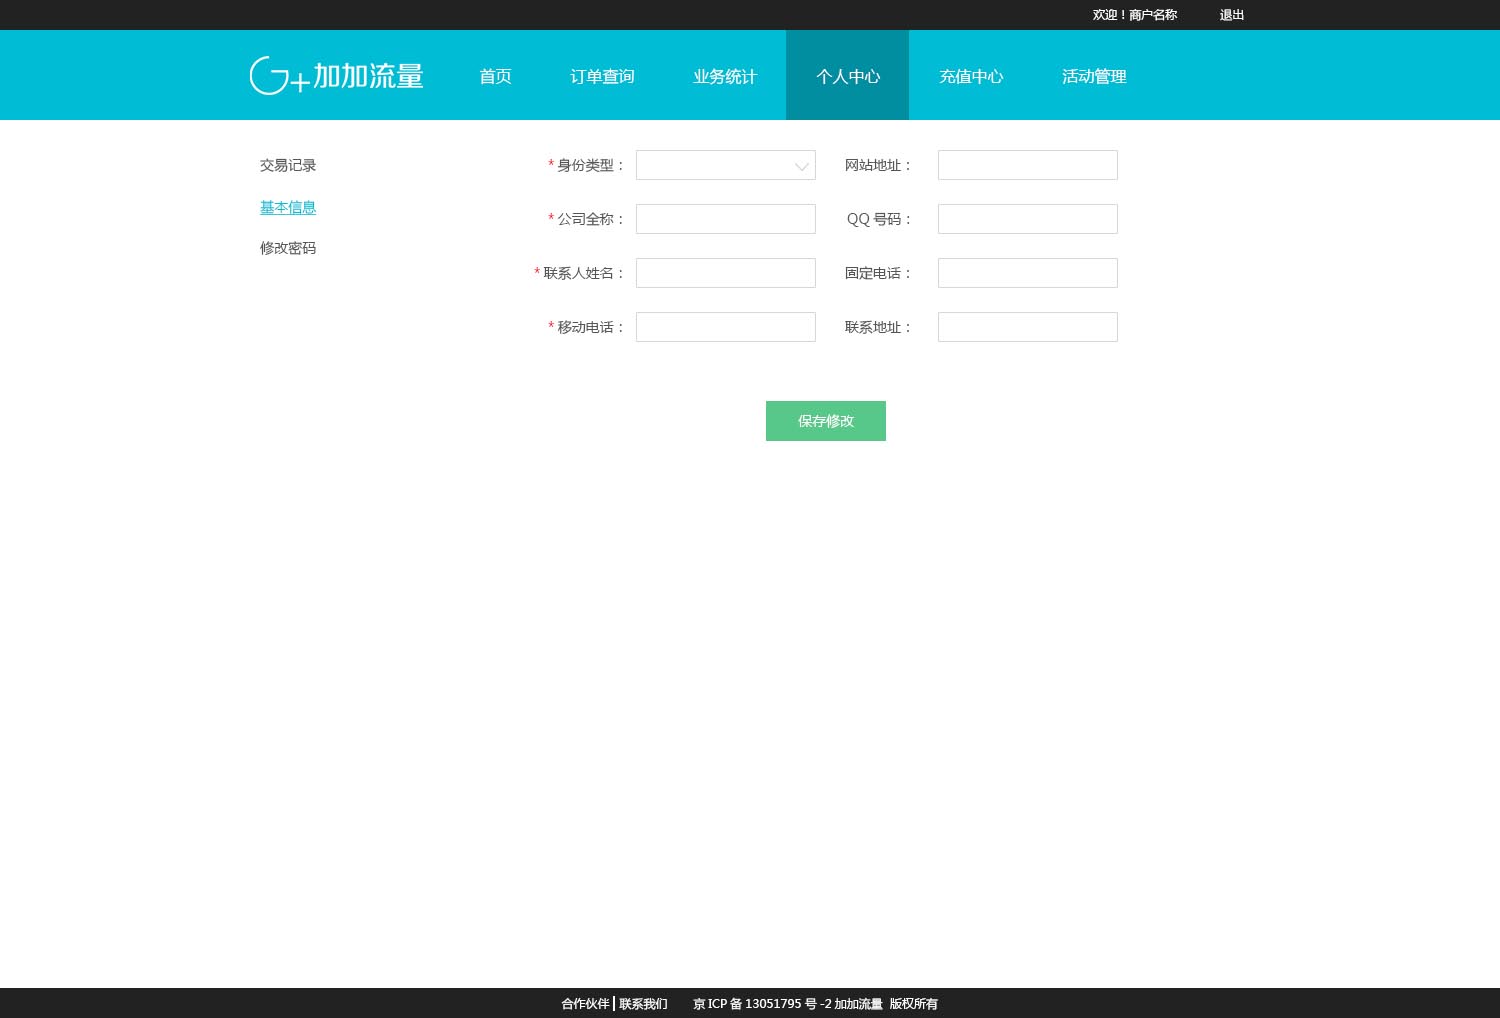 欢迎！商户名称 退出
G+加加流量 首页 订单查询 业务统计 个人中心 充值中心 活动管理
交易记录
基本信息
修改密码
* 身份类型： 网站地址：
* 公司全称： QQ 号码：
* 联系人姓名： 固定电话：
* 移动电话： 联系地址：
保存修改
合作伙伴 | 联系我们 京 ICP 备 13051795 号 -2 加加流量 版权所有